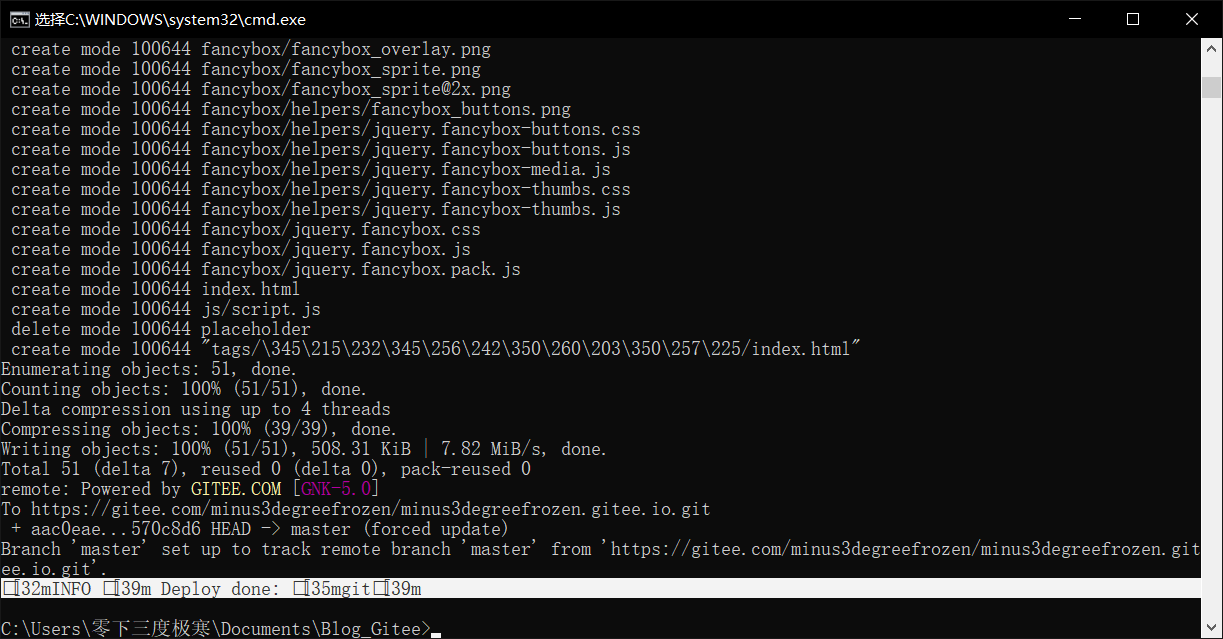 选择C:\WINDOWS\system32\cmd.exe
create mode 100644 fancybox/fancybox_overlay.png
create mode 100644 fancybox/fancybox_sprite.png
create mode 100644 fancybox/fancybox_sprite@2x.png
create mode 100644 fancybox/helpers/fancybox_buttons.png
create mode 100644 fancybox/helpers/jquery.fancybox-buttons.css
create mode 100644 fancybox/helpers/jquery.fancybox-buttons.js
create mode 100644 fancybox/helpers/jquery.fancybox-media.js
create mode 100644 fancybox/helpers/jquery.fancybox-thumbs.css
create mode 100644 fancybox/helpers/jquery.fancybox-thumbs.js
create mode 100644 fancybox/jquery.fancybox.css
create mode 100644 fancybox/jquery.fancybox.js
create mode 100644 fancybox/jquery.fancybox.pack.js
create mode 100644 index.html
create mode 100644 js/script.js
delete mode 100644 placeholder
create mode 100644 "tags/\345\215\232\345\256\242\350\260\203\350\257\225/index.html"
Enumerating objects: 51, done.
Counting objects: 100% (51/51), done.
Delta compression using up to 4 threads
Compressing objects: 100% (39/39), done.
Writing objects: 100% (51/51), 508.31 KiB | 7.82 MiB/s, done.
Total 51 (delta 7), reused 0 (delta 0), pack-reused 0
remote: Powered by GITEE.COM [GNK-5.0]
To https://gitee.com/minus3degreefrozen/minus3degreefrozen.gitee.io.git
+ aac0eae...570c8d6 HEAD -> master (forced update)
Branch 'master' set up to track remote branch 'master' from 'https://gitee.com/minus3degreefrozen/minus3degreefrozen.git
ee.io.git'.
□[32mINFO □[39m Deploy done: □[35mgit□[39m
C:\Users\零下三度极寒\Documents\Blog_Gitee>